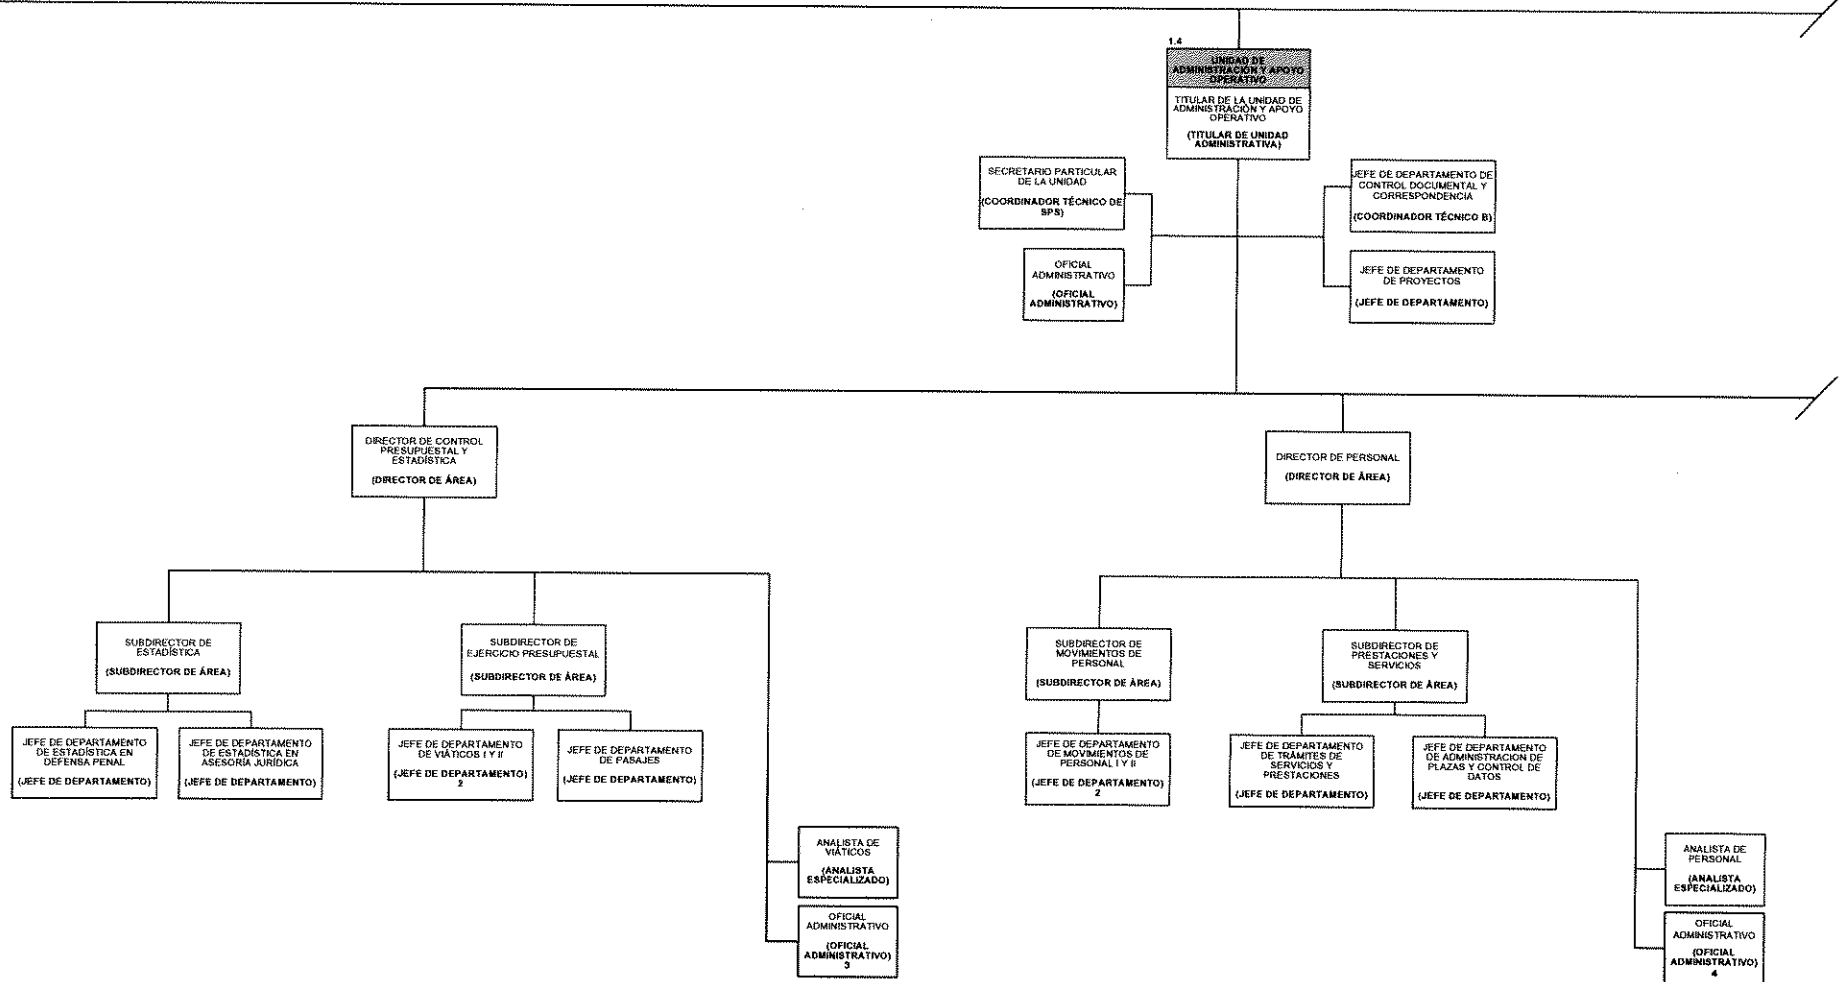 1.4
UNIDAD DE
ADMINISTRACIÓN Y APOYO
OPERATIVO
TITULAR DE LA UNIDAD DE
ADMINISTRACIÓN Y APOYO
OPERATIVO
(TITULAR DE UNIDAD
ADMINISTRATIVA)
SECRETARIO PARTICULAR
DE LA UNIDAD
(COORDINADOR TÉCNICO DE
SPS)
JEFE DE DEPARTAMENTO DE
CONTROL DOCUMENTAL Y
CORRESPONDENCIA
(COORDINADOR TÉCNICO B)
OFICIAL
ADMINISTRATIVO
(OFICIAL
ADMINISTRATIVO)
JEFE DE DEPARTAMENTO
DE PROYECTOS
(JEFE DE DEPARTAMENTO)
DIRECTOR DE CONTROL
PRESUPUESTAL Y
ESTADÍSTICA
(DIRECTOR DE ÁREA)
DIRECTOR DE PERSONAL
(DIRECTOR DE ÁREA)
SUBDIRECTOR DE
ESTADÍSTICA
(SUBDIRECTOR DE ÁREA)
SUBDIRECTOR DE
EJERCICIO PRESUPUESTAL
(SUBDIRECTOR DE ÁREA)
SUBDIRECTOR DE
MOVIMIENTOS DE
PERSONAL
(SUBDIRECTOR DE ÁREA)
SUBDIRECTOR DE
PRESTACIONES Y
SERVICIOS
(SUBDIRECTOR DE ÁREA)
JEFE DE DEPARTAMENTO
DE ESTADÍSTICA EN
DEFENSA PENAL
(JEFE DE DEPARTAMENTO)
JEFE DE DEPARTAMENTO
DE ESTADÍSTICA EN
ASESORÍA JURÍDICA
(JEFE DE DEPARTAMENTO)
JEFE DE DEPARTAMENTO
DE VIÁTICOS I Y II
(JEFE DE DEPARTAMENTO)
2
JEFE DE DEPARTAMENTO
DE PASAJES
(JEFE DE DEPARTAMENTO)
JEFE DE DEPARTAMENTO
DE MOVIMIENTOS DE
PERSONAL I Y II
(JEFE DE DEPARTAMENTO)
2
JEFE DE DEPARTAMENTO
DE TRÁMITES DE
SERVICIOS Y
PRESTACIONES
(JEFE DE DEPARTAMENTO)
JEFE DE DEPARTAMENTO
DE ADMINISTRACION DE
PLAZAS Y CONTROL DE
DATOS
(JEFE DE DEPARTAMENTO)
ANALISTA DE
VIÁTICOS
(ANALISTA
ESPECIALIZADO)
OFICIAL
ADMINISTRATIVO
(OFICIAL
ADMINISTRATIVO)
3
ANALISTA DE
PERSONAL
(ANALISTA
ESPECIALIZADO)
OFICIAL
ADMINISTRATIVO
(OFICIAL
ADMINISTRATIVO)
4